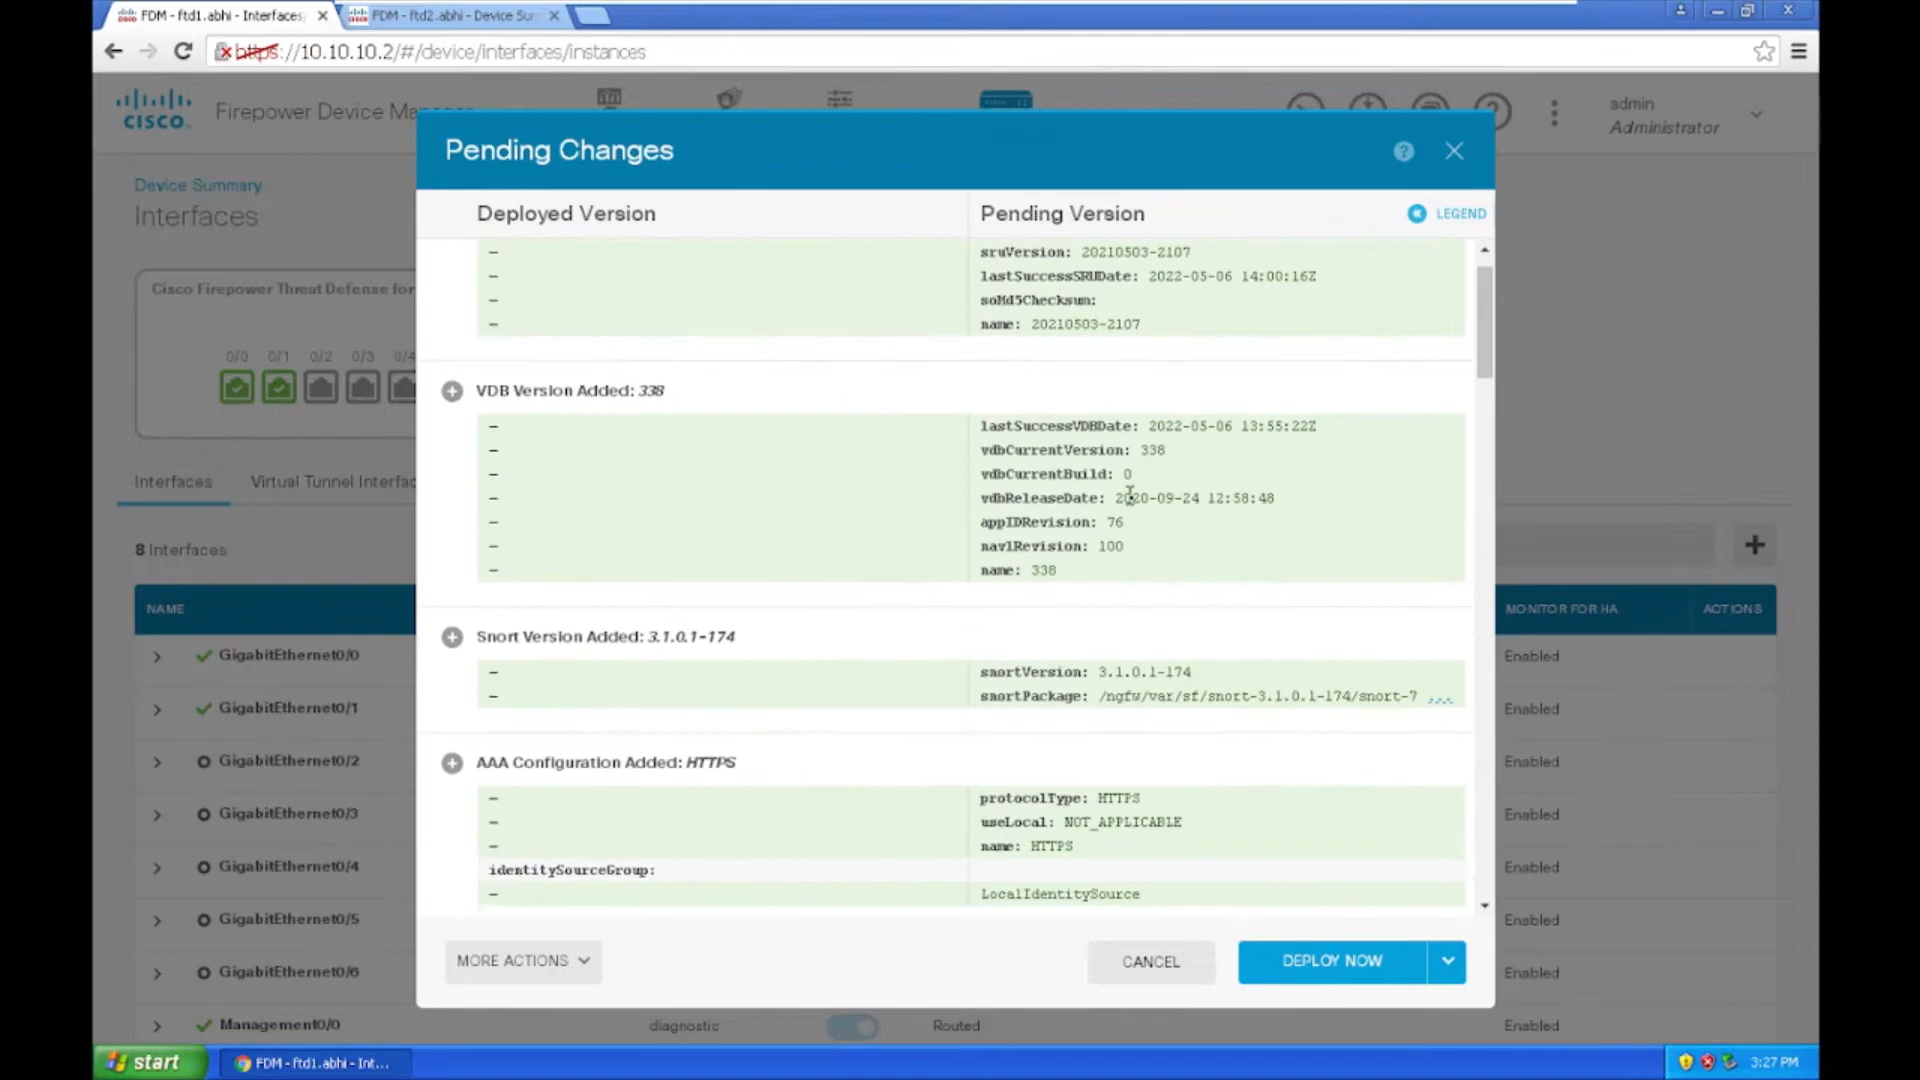 FDM - ftd1.abhi - Interfaces
FDM - ftd2.abhi - Device Sum
https://10.10.10.2/#/device/interfaces/instances
CISCO
Firepower Device Ma
admin
Administrator
Pending Changes
?
Device Summary
Interfaces
Deployed Version
Pending Version
LEGEND
– sruVersion: 20210503-2107
– lastSuccessSRUDate: 2022-05-06 14:00:16Z
– soMd5Checksum:
– name: 20210503-2107
Cisco Firepower Threat Defense for
0/0 0/1 0/2 0/3 0/4
VDB Version Added: 338
– lastSuccessVDBDate: 2022-05-06 13:55:22Z
– vdbCurrentVersion: 338
– vdbCurrentBuild: 0
– vdbReleaseDate: 2020-09-24 12:58:48
– appIDRevision: 76
– navlRevision: 100
– name: 338
Interfaces
Virtual Tunnel Interfac
8 Interfaces
+
Snort Version Added: 3.1.0.1-174
– snortVersion: 3.1.0.1-174
– snortPackage: /ngfw/var/sf/snort-3.1.0.1-174/snort-7 ...
AAA Configuration Added: HTTPS
– protocolType: HTTPS
– useLocal: NOT_APPLICABLE
– name: HTTPS
identitySourceGroup:
– LocalIdentitySource
NAME
MONITOR FOR HA
ACTIONS
GigabitEthernet0/0
Enabled
GigabitEthernet0/1
Enabled
GigabitEthernet0/2
Enabled
GigabitEthernet0/3
Enabled
GigabitEthernet0/4
Enabled
GigabitEthernet0/5
Enabled
GigabitEthernet0/6
Enabled
MORE ACTIONS
CANCEL
DEPLOY NOW
Management0/0
diagnostic
Routed
Enabled
start
FDM - ftd1.abhi - Int...
3:27 PM